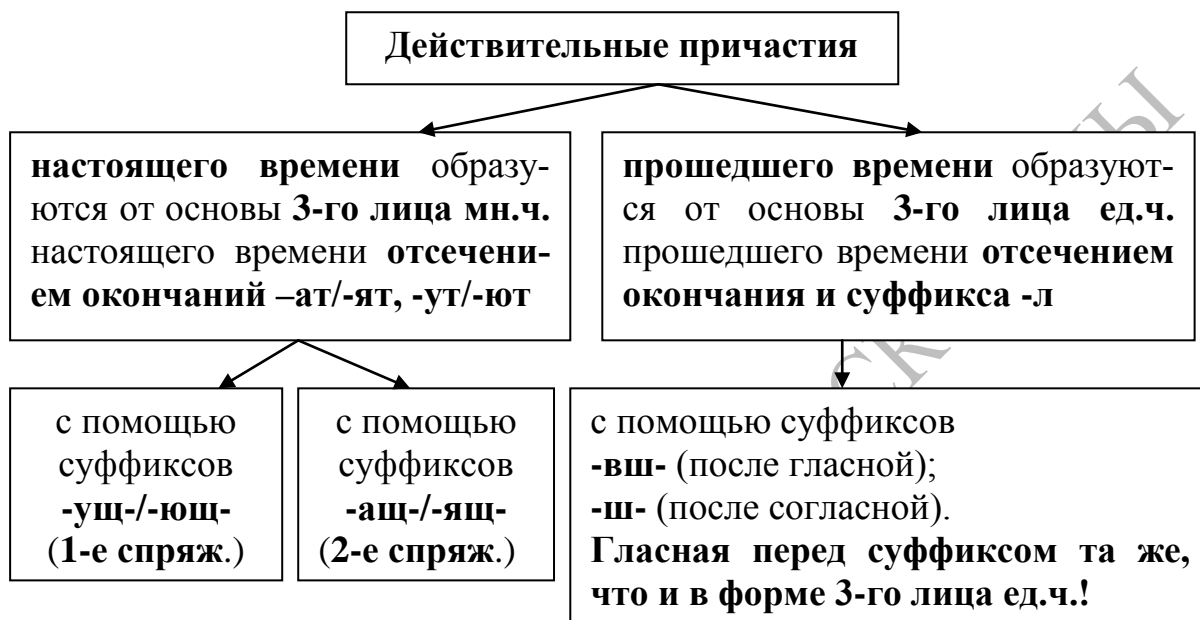 Действительные причастия
настоящего времени образу-
ются от основы 3-го лица мн.ч.
настоящего времени отсечени-
ем окончаний –ат/-ят, -ут/-ют
прошедшего времени образуют-
ся от основы 3-го лица ед.ч.
прошедшего времени отсечением
окончания и суффикса -л
с помощью
суффиксов
-ущ-/-ющ-
(1-е спряж.)
с помощью
суффиксов
-ащ-/-ящ-
(2-е спряж.)
с помощью суффиксов
-вш- (после гласной);
-ш- (после согласной).
Гласная перед суффиксом та же,
что и в форме 3-го лица ед.ч.!